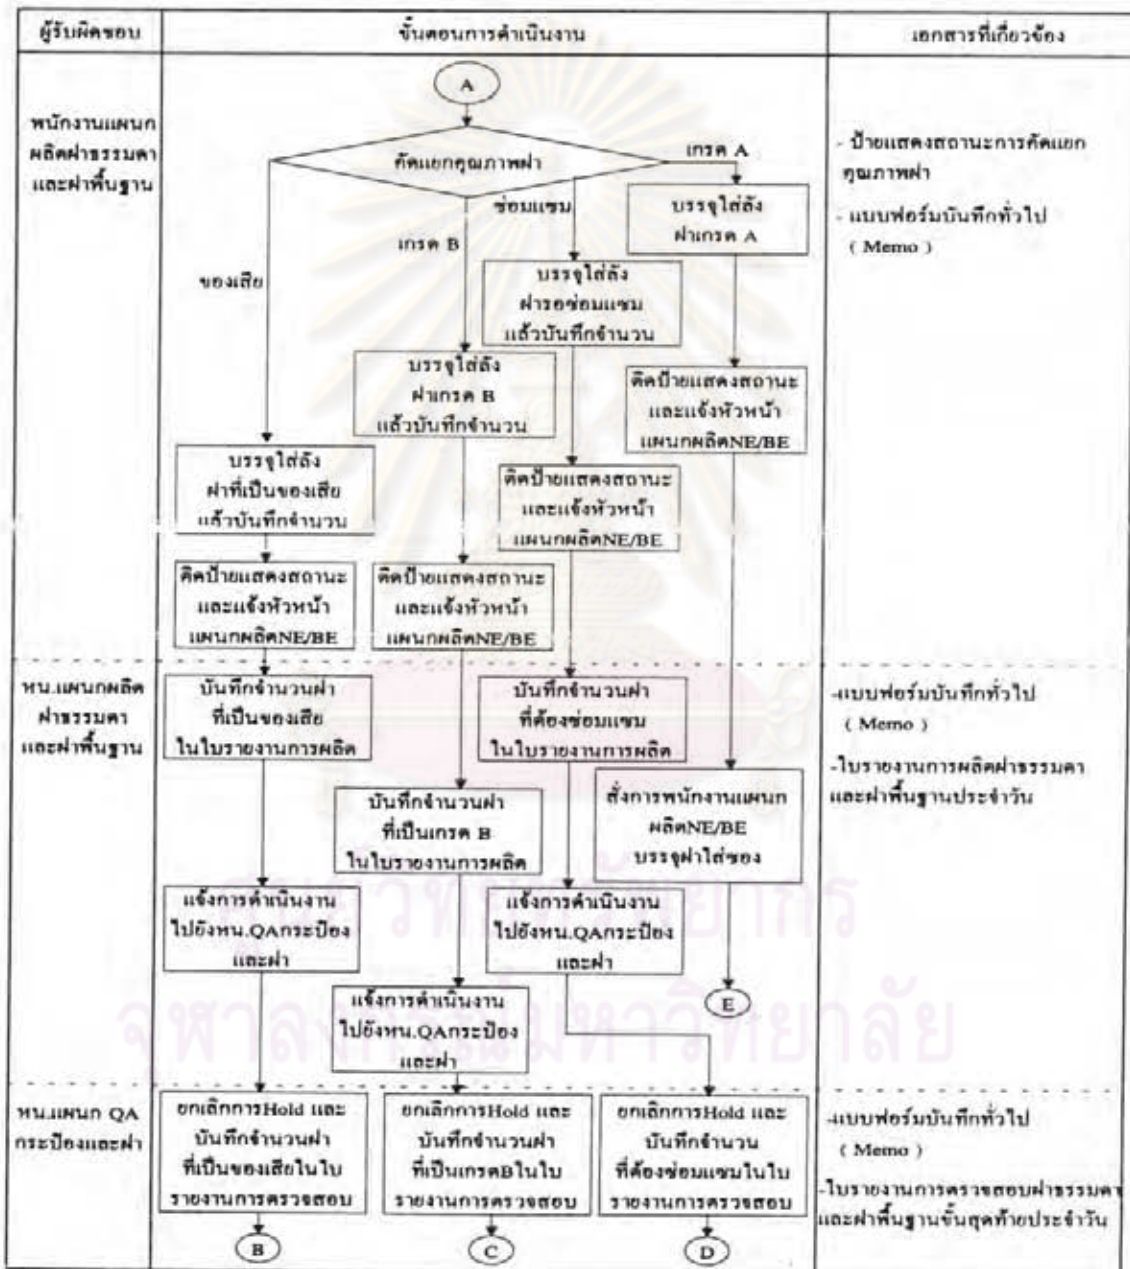 ผู้รับผิดชอบ
ขั้นตอนการดำเนินงาน
เอกสารที่เกี่ยวข้อง
A
พนักงานแผนก
ผลิตฝาธรรมดา
และฝาพื้นฐาน
คัดแยกคุณภาพฝา
เกรด A
ซ่อมแซม
เกรด B
ของเสีย
- ป้ายแสดงสถานะการคัดแยก
คุณภาพฝา
- แบบฟอร์มบันทึกทั่วไป
( Memo )
บรรจุใส่ลัง
ฝาเกรด A
บรรจุใส่ลัง
ฝารอซ่อมแซม
แล้วบันทึกจำนวน
บรรจุใส่ลัง
ฝาเกรด B
แล้วบันทึกจำนวน
ติดป้ายแสดงสถานะ
และแจ้งหัวหน้า
แผนกผลิตNE/BE
บรรจุใส่ลัง
ฝาที่เป็นของเสีย
แล้วบันทึกจำนวน
ติดป้ายแสดงสถานะ
และแจ้งหัวหน้า
แผนกผลิตNE/BE
ติดป้ายแสดงสถานะ
และแจ้งหัวหน้า
แผนกผลิตNE/BE
ติดป้ายแสดงสถานะ
และแจ้งหัวหน้า
แผนกผลิตNE/BE
หน.แผนกผลิต
ฝาธรรมดา
และฝาพื้นฐาน
บันทึกจำนวนฝา
ที่เป็นของเสีย
ในใบรายงานการผลิต
บันทึกจำนวนฝา
ที่ต้องซ่อมแซม
ในใบรายงานการผลิต
-แบบฟอร์มบันทึกทั่วไป
( Memo )
-ใบรายงานการผลิตฝาธรรมดา
และฝาพื้นฐานประจำวัน
บันทึกจำนวนฝา
ที่เป็นเกรด B
ในใบรายงานการผลิต
สั่งการพนักงานแผนก
ผลิตNE/BE
บรรจุฝาใส่ซอง
แจ้งการดำเนินงาน
ไปยังหน.QAกระป๋อง
และฝา
แจ้งการดำเนินงาน
ไปยังหน.QAกระป๋อง
และฝา
E
แจ้งการดำเนินงาน
ไปยังหน.QAกระป๋อง
และฝา
ศูนย์วิทยทรัพยากร
จุฬาลงกรณ์มหาวิทยาลัย
หน.แผนก QA
กระป๋องและฝา
ยกเลิกการHold และ
บันทึกจำนวนฝา
ที่เป็นของเสียในใบ
รายงานการตรวจสอบ
ยกเลิกการHold และ
บันทึกจำนวนฝา
ที่เป็นเกรดBในใบ
รายงานการตรวจสอบ
ยกเลิกการHold และ
บันทึกจำนวน
ที่ต้องซ่อมแซมในใบ
รายงานการตรวจสอบ
-แบบฟอร์มบันทึกทั่วไป
( Memo )
-ใบรายงานการตรวจสอบฝาธรรมดา
และฝาพื้นฐานขั้นสุดท้ายประจำวัน
B
C
D